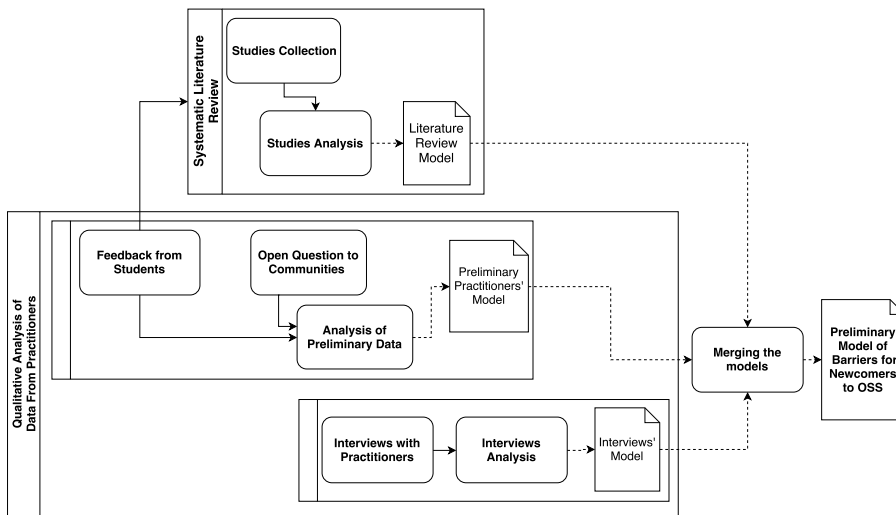 Systematic Literature
Review
Studies Collection
Studies Analysis
Literature
Review
Model
Qualitative Analysis of
Data From Practitioners
Feedback from
Students
Open Question to
Communities
Analysis of
Preliminary Data
Preliminary
Practitioners'
Model
Interviews with
Practitioners
Interviews
Analysis
Interviews'
Model
Merging the
models
Preliminary
Model of
Barriers for
Newcomers
to OSS